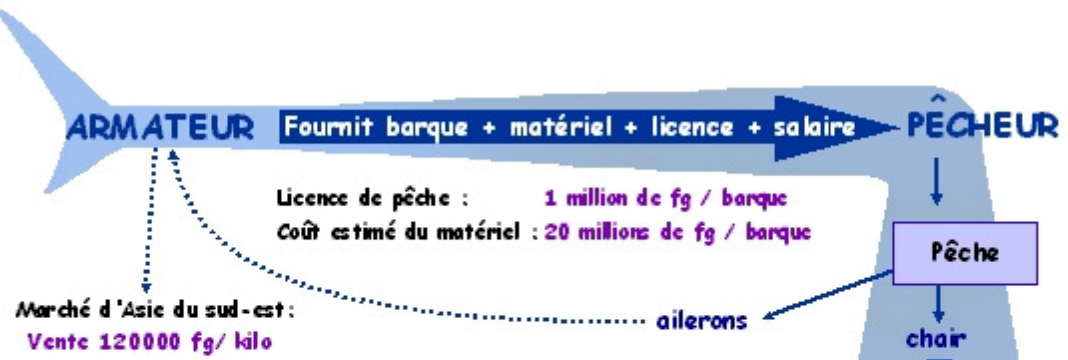 ARMATEUR Fournit barque + matériel + licence + salaire PÊCHEUR
Licence de pêche : 1 million de fg / barque
Coût estimé du matériel : 20 millions de fg / barque
Pêche
Marché d'Asie du sud-est:
Vente 120000 fg/ kilo
ailerons
chair